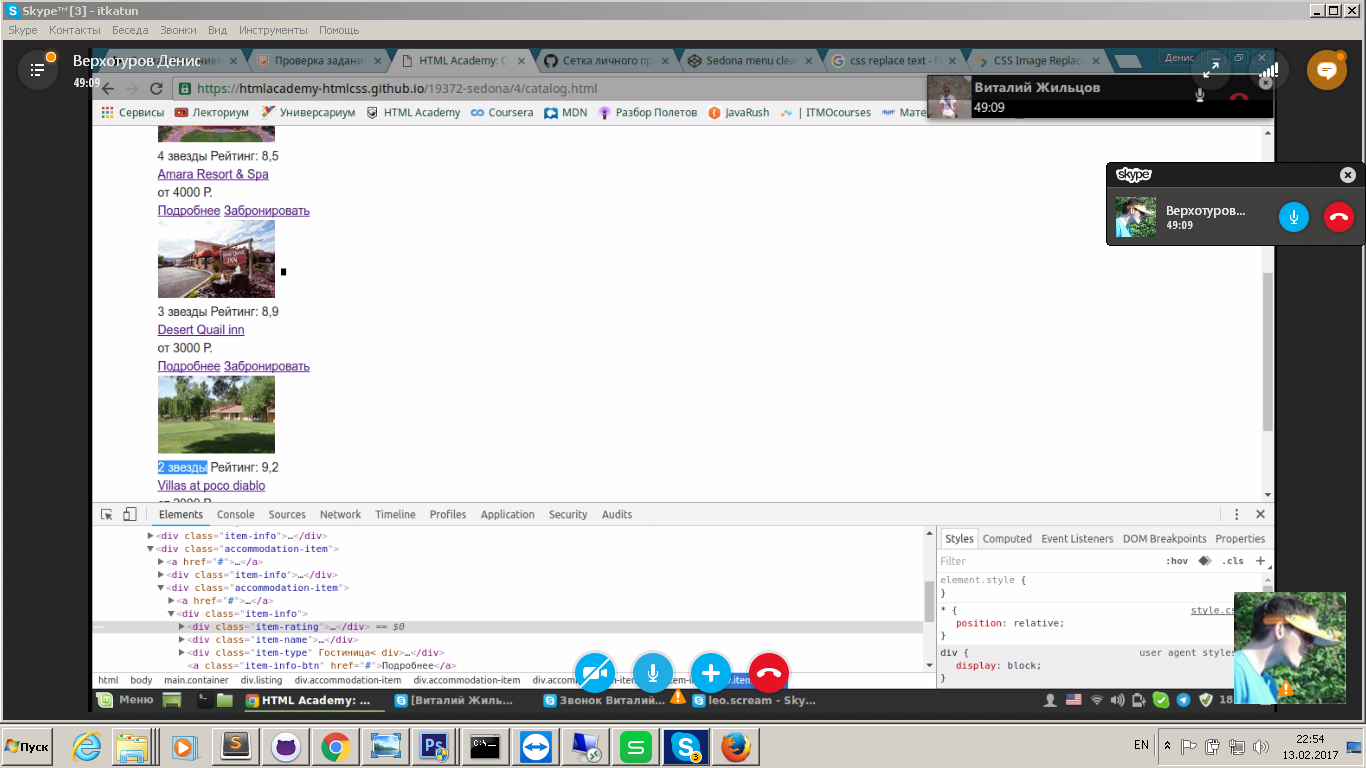 Skype™ [3] - itkatun
Skype Контакты Беседа Звонки Вид Инструменты Помощь
Верхотуров Денис
49:09
Проверка задани
HTML Academy: С
Сетка личного пр
Sedona menu clea
css replace text - П
CSS Image Replac
Денис
https://htmlacademy-htmlcss.github.io/19372-sedona/4/catalog.html
Виталий Жильцов
49:09
Сервисы Лекториум Универсариум HTML Academy Coursera MDN Разбор Полетов JavaRush | ITMOcourses Мате
skype
Верхотуров...
49:09
4 звезды Рейтинг: 8,5
Amara Resort & Spa
от 4000 Р.
Подробнее Забронировать
3 звезды Рейтинг: 8,9
Desert Quail inn
от 3000 Р.
Подробнее Забронировать
2 звезды Рейтинг: 9,2
Villas at poco diablo
Elements Console Sources Network Timeline Profiles Application Security Audits
<div class="item-info">…</div>
<div class="accommodation-item">
<a href="#">…</a>
<div class="item-info">…</div>
<div class="accommodation-item">
<a href="#">…</a>
<div class="item-info">
<div class="item-rating">…</div> == $0
<div class="item-name">…</div>
<div class="item-type" Гостиница< div>…</div>
<a class="item-info-btn" href="#">Подробнее</a>
Styles Computed Event Listeners DOM Breakpoints Properties
Filter :hov .cls +
element.style {
}
* { style.cs
position: relative;
}
div { user agent styles
display: block;
}
html body main.container div.listing div.accommodation-item div.accommodation-item
Меню HTML Academy: ... [Виталий Жиль... Звонок Виталий... leo.scream - Sky...
Пуск
EN
22:54
13.02.2017